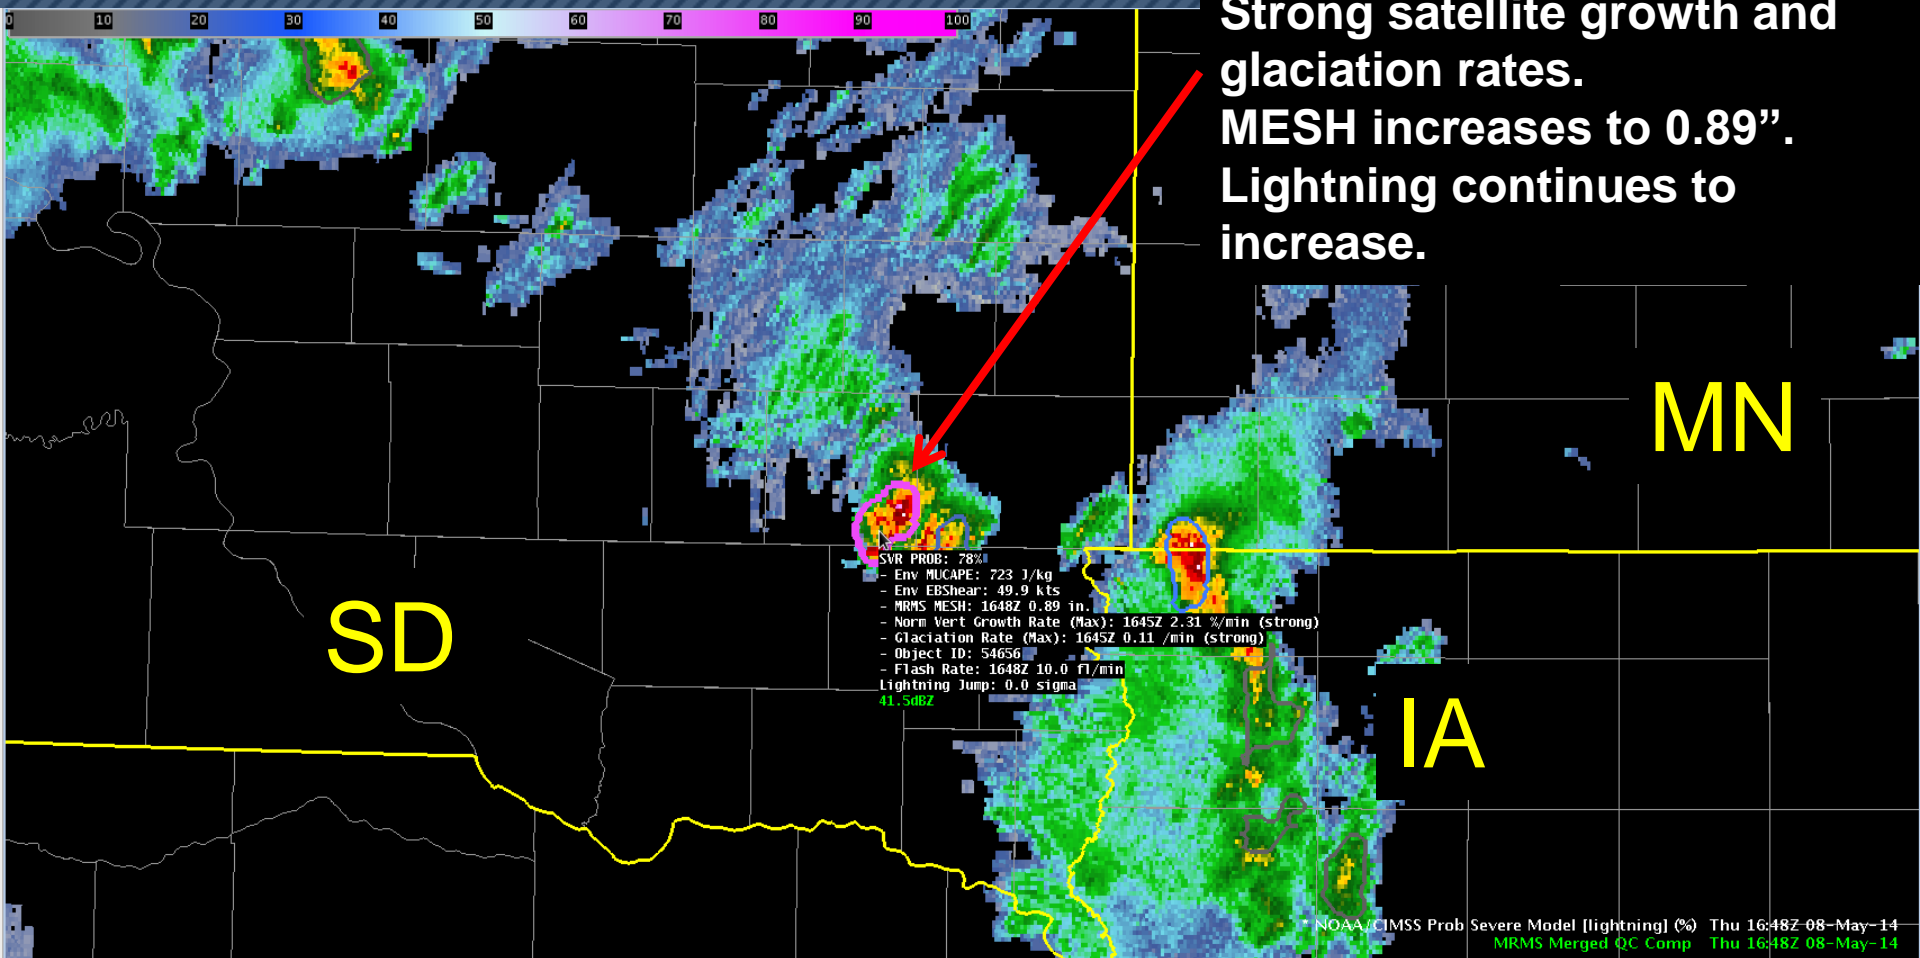 0 10 20 30 40 50 60 70 80 90 100
Strong satellite growth and
glaciation rates.
MESH increases to 0.89”.
Lightning continues to
increase.
MN
SD
IA
SVR PROB: 78%
- Env MUCAPE: 723 J/kg
- Env EBShear: 49.9 kts
- MRMS MESH: 1648Z 0.89 in.
- Norm Vert Growth Rate (Max): 1645Z 2.31 %/min (strong)
- Glaciation Rate (Max): 1645Z 0.11 /min (strong)
- Object ID: 54656
- Flash Rate: 1648Z 10.0 fl/min
Lightning Jump: 0.0 sigma
41.5dBZ
* NOAA/CIMSS Prob Severe Model [lightning] (%) Thu 16:48Z 08-May-14
MRMS Merged QC Comp Thu 16:48Z 08-May-14